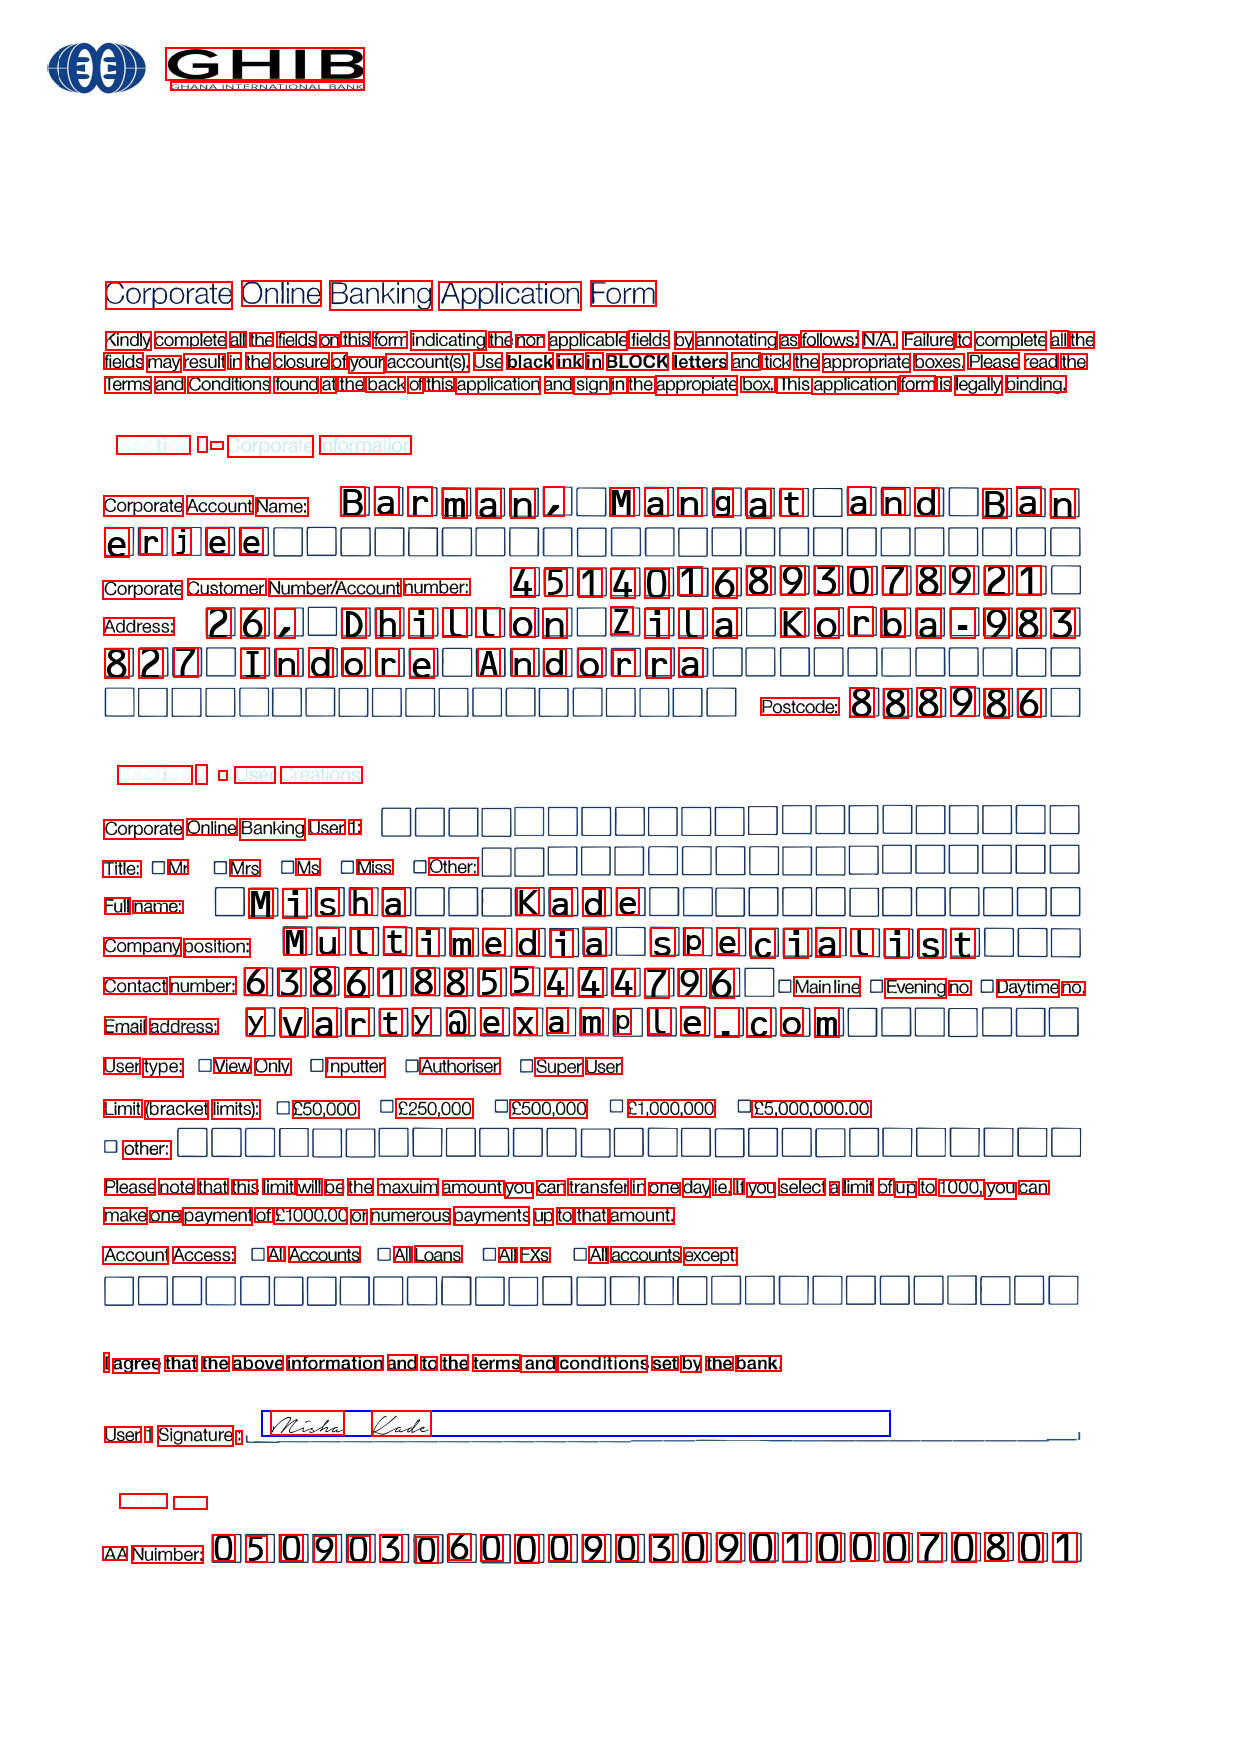 GHIB
GHANA INTERNATIONAL BANK
Corporate Online Banking Application Form
Kindly complete all the fields on this form indicating the non applicable fields by annotating as follows: N/A. Failure to complete all the
fields may result in the closure of your account(s). Use black ink in BLOCK letters and tick the appropriate boxes. Please read the
Terms and Conditions found at the back of this application and sign in the appropiate box. This application form is legally binding.
Section - Corporate Information
Corporate Account Name: Barman, Mangat and Ban
erjee
Corporate Customer Number/Account number: 4514016893078921
Address: 26, Dhillon Zila Korba-983
827 Indore Andorra
Postcode: 888986
Section - User Creations
Corporate Online Banking User 1:
Title: Mr Mrs Ms Miss Other:
Full name: Misha Kade
Company position: Multimedia specialist
Contact number: 638618855444796 Main line Evening no Daytime no.
Email address: yvarty@example.com
User type: View Only Inputter Authoriser Super User
Limit (bracket limits): £50,000 £250,000 £500,000 £1,000,000 £5,000,000.00
other:
Please note that this limit will be the maxuim amount you can transfer in one day ie. If you select a limit of up to 1000, you can
make one payment of £1000.00 or numerous payments up to that amount.
Account Access: All Accounts All Loans All FXs All accounts except
I agree that the above information and to the terms and conditions set by the bank.
User 1 Signature : Misha Kade
AA Nuimber: 05090306000903090100070801